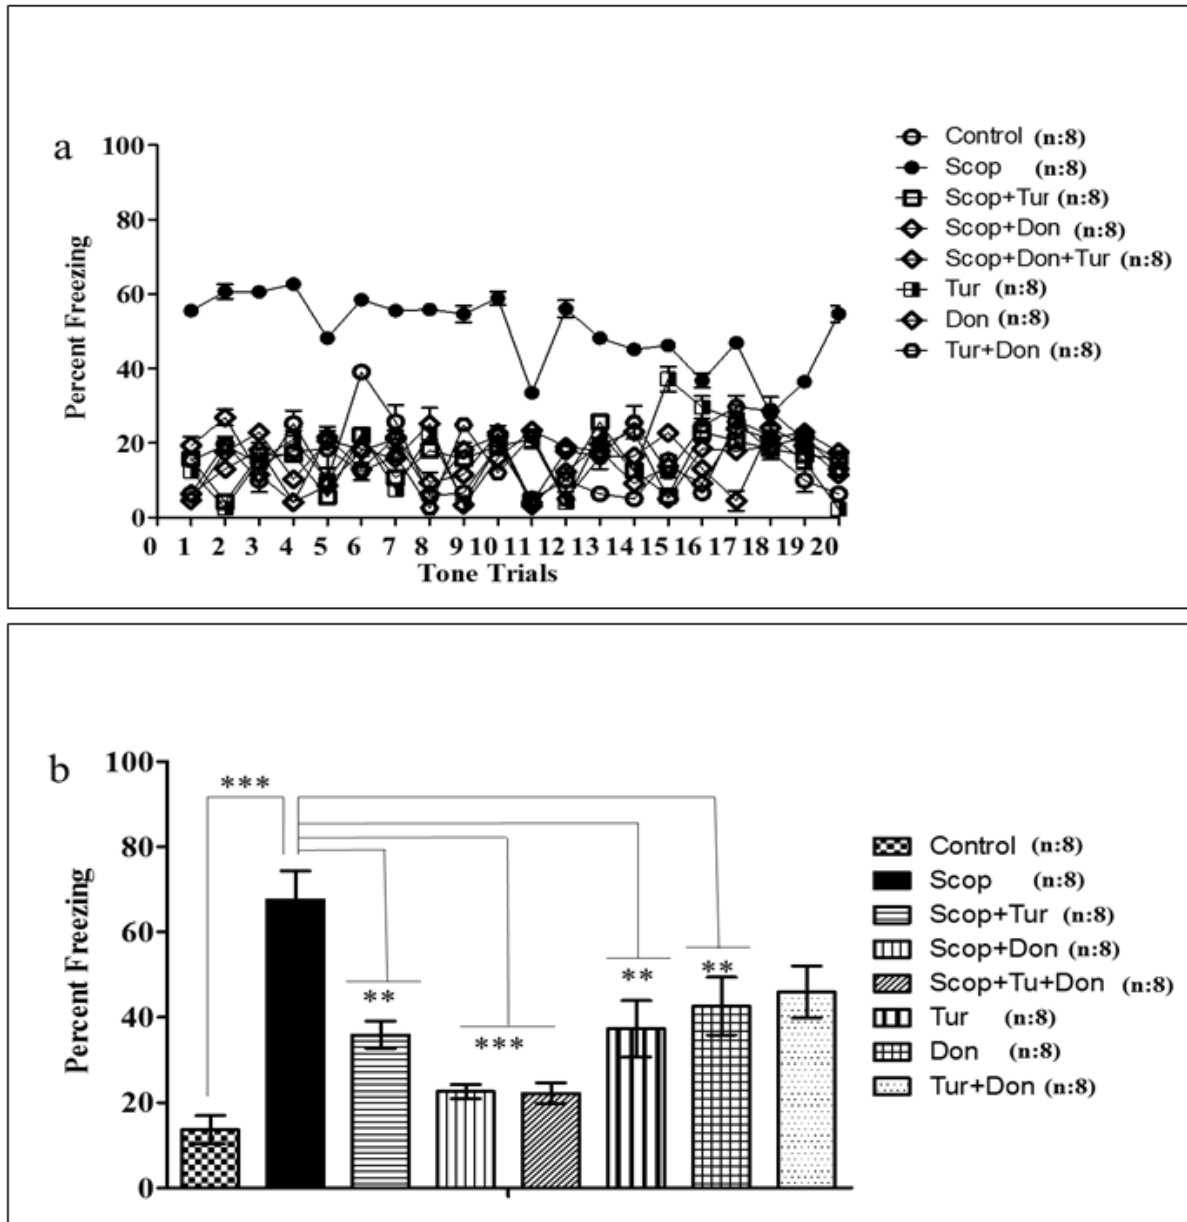 a
100
80
60
40
20
0
Percent Freezing
0 1 2 3 4 5 6 7 8 9 10 11 12 13 14 15 16 17 18 19 20
Tone Trials
Control (n:8)
Scop (n:8)
Scop+Tur (n:8)
Scop+Don (n:8)
Scop+Don+Tur (n:8)
Tur (n:8)
Don (n:8)
Tur+Don (n:8)
b
100
80
60
40
20
0
Percent Freezing
***
**
***
**
**
Control (n:8)
Scop (n:8)
Scop+Tur (n:8)
Scop+Don (n:8)
Scop+Tu+Don (n:8)
Tur (n:8)
Don (n:8)
Tur+Don (n:8)